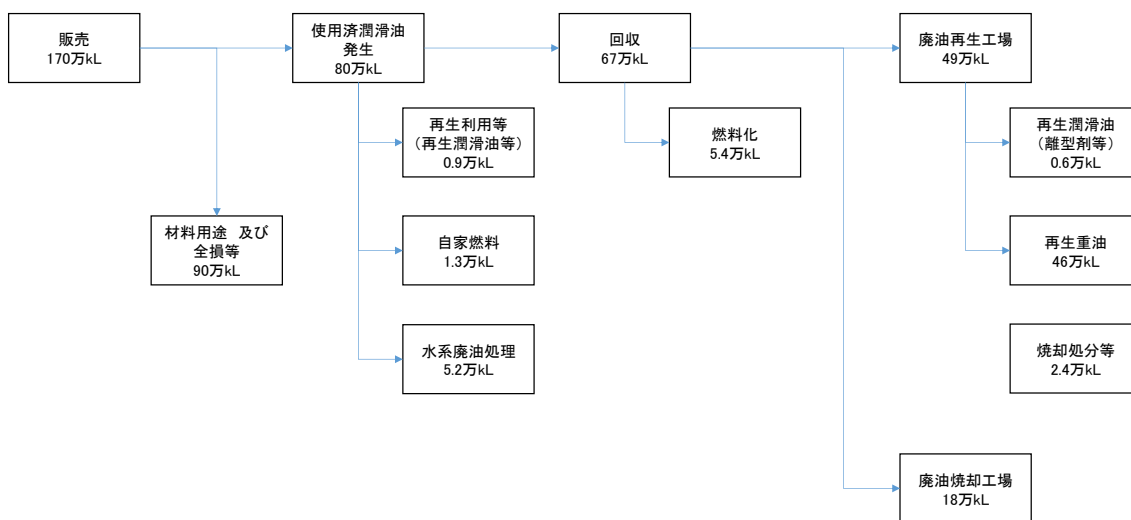 販売
170万kL
使用済潤滑油
発生
80万kL
回収
67万kL
廃油再生工場
49万kL
再生利用等
(再生潤滑油等)
0.9万kL
燃料化
5.4万kL
再生潤滑油
(離型剤等)
0.6万kL
材料用途 及び
全損等
90万kL
自家燃料
1.3万kL
再生重油
46万kL
水系廃油処理
5.2万kL
焼却処分等
2.4万kL
廃油焼却工場
18万kL